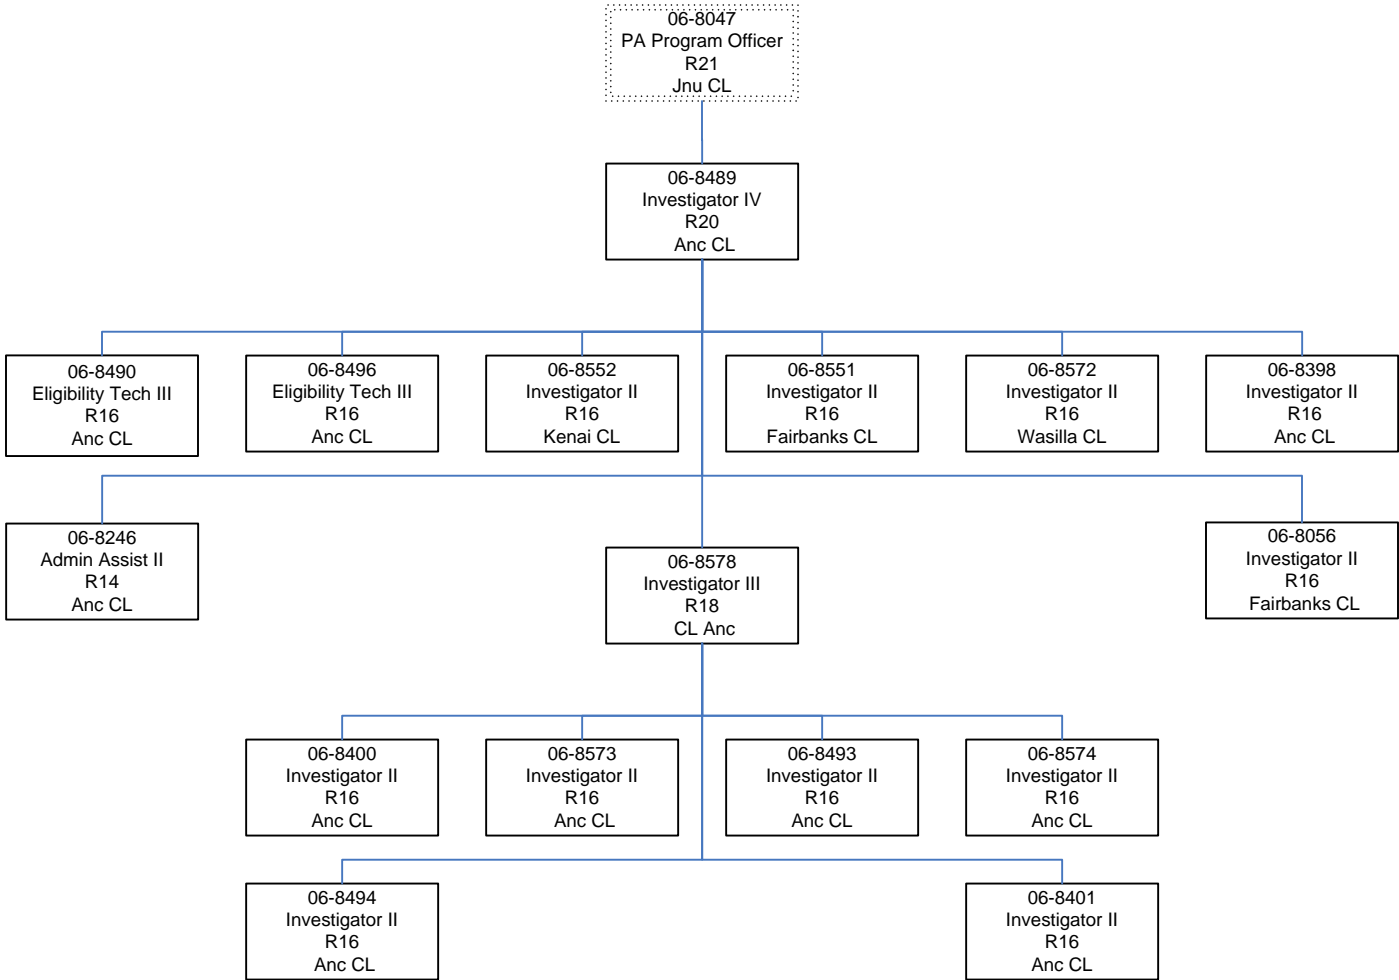 06-8047
PA Program Officer
R21
Jnu CL
06-8489
Investigator IV
R20
Anc CL
06-8490
Eligibility Tech III
R16
Anc CL
06-8496
Eligibility Tech III
R16
Anc CL
06-8552
Investigator II
R16
Kenai CL
06-8551
Investigator II
R16
Fairbanks CL
06-8572
Investigator II
R16
Wasilla CL
06-8398
Investigator II
R16
Anc CL
06-8246
Admin Assist II
R14
Anc CL
06-8578
Investigator III
R18
CL Anc
06-8056
Investigator II
R16
Fairbanks CL
06-8400
Investigator II
R16
Anc CL
06-8573
Investigator II
R16
Anc CL
06-8493
Investigator II
R16
Anc CL
06-8574
Investigator II
R16
Anc CL
06-8494
Investigator II
R16
Anc CL
06-8401
Investigator II
R16
Anc CL